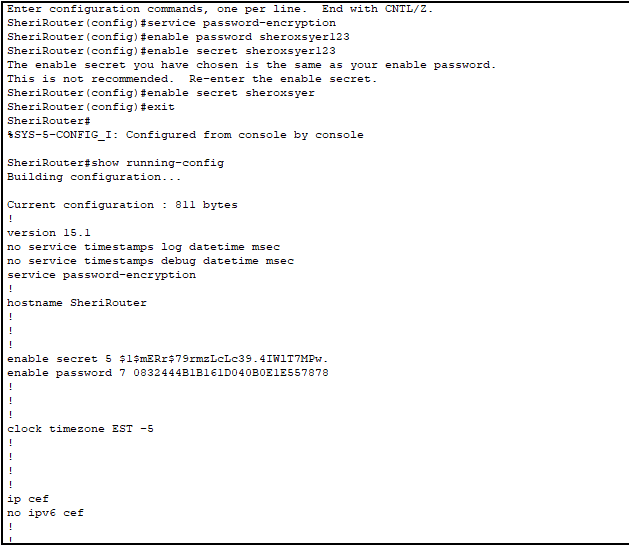 Enter configuration commands, one per line.  End with CNTL/Z.
SheriRouter(config)#service password-encryption
SheriRouter(config)#enable password sheroxsyer123
SheriRouter(config)#enable secret sheroxsyer123
The enable secret you have chosen is the same as your enable password.
This is not recommended.  Re-enter the enable secret.
SheriRouter(config)#enable secret sheroxsyer
SheriRouter(config)#exit
SheriRouter#
%SYS-5-CONFIG_I: Configured from console by console

SheriRouter#show running-config
Building configuration...

Current configuration : 811 bytes
!
version 15.1
no service timestamps log datetime msec
no service timestamps debug datetime msec
service password-encryption
!
hostname SheriRouter
!
!
!
enable secret 5 $1$mERr$79rmzLcLc39.4IWlT7MPw.
enable password 7 0832444B1B161D040B0E1E557878
!
!
!
clock timezone EST -5
!
!
!
!
ip cef
no ipv6 cef
!
!